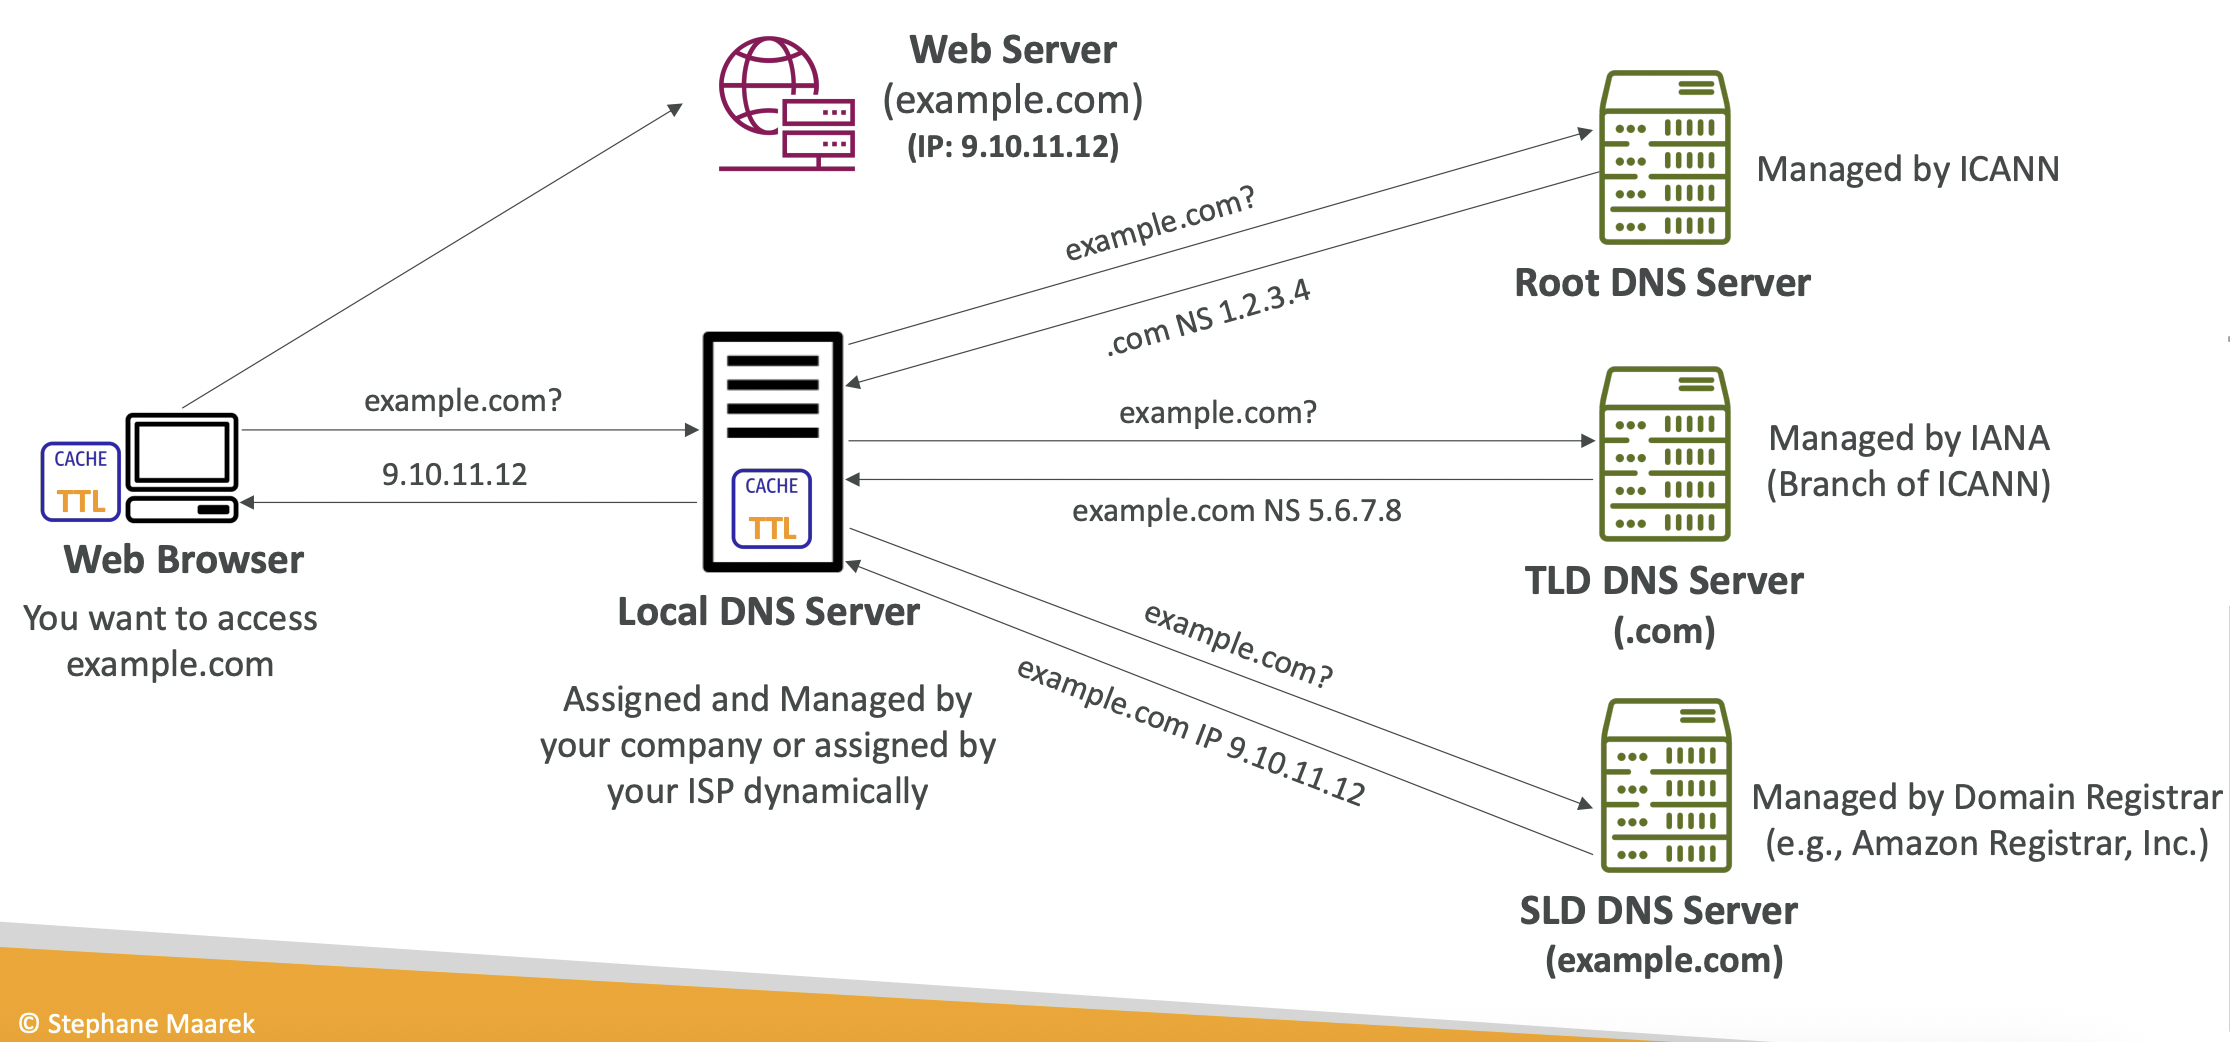 Web Server
(example.com)
(IP: 9.10.11.12)
example.com?
.com NS 1.2.3.4
Managed by ICANN
Root DNS Server
example.com?
9.10.11.12
CACHE
TTL
Web Browser
You want to access
example.com
CACHE
TTL
Local DNS Server
Assigned and Managed by
your company or assigned by
your ISP dynamically
example.com?
example.com NS 5.6.7.8
Managed by IANA
(Branch of ICANN)
TLD DNS Server
(.com)
example.com?
example.com IP 9.10.11.12
Managed by Domain Registrar
(e.g., Amazon Registrar, Inc.)
SLD DNS Server
(example.com)
© Stephane Maarek